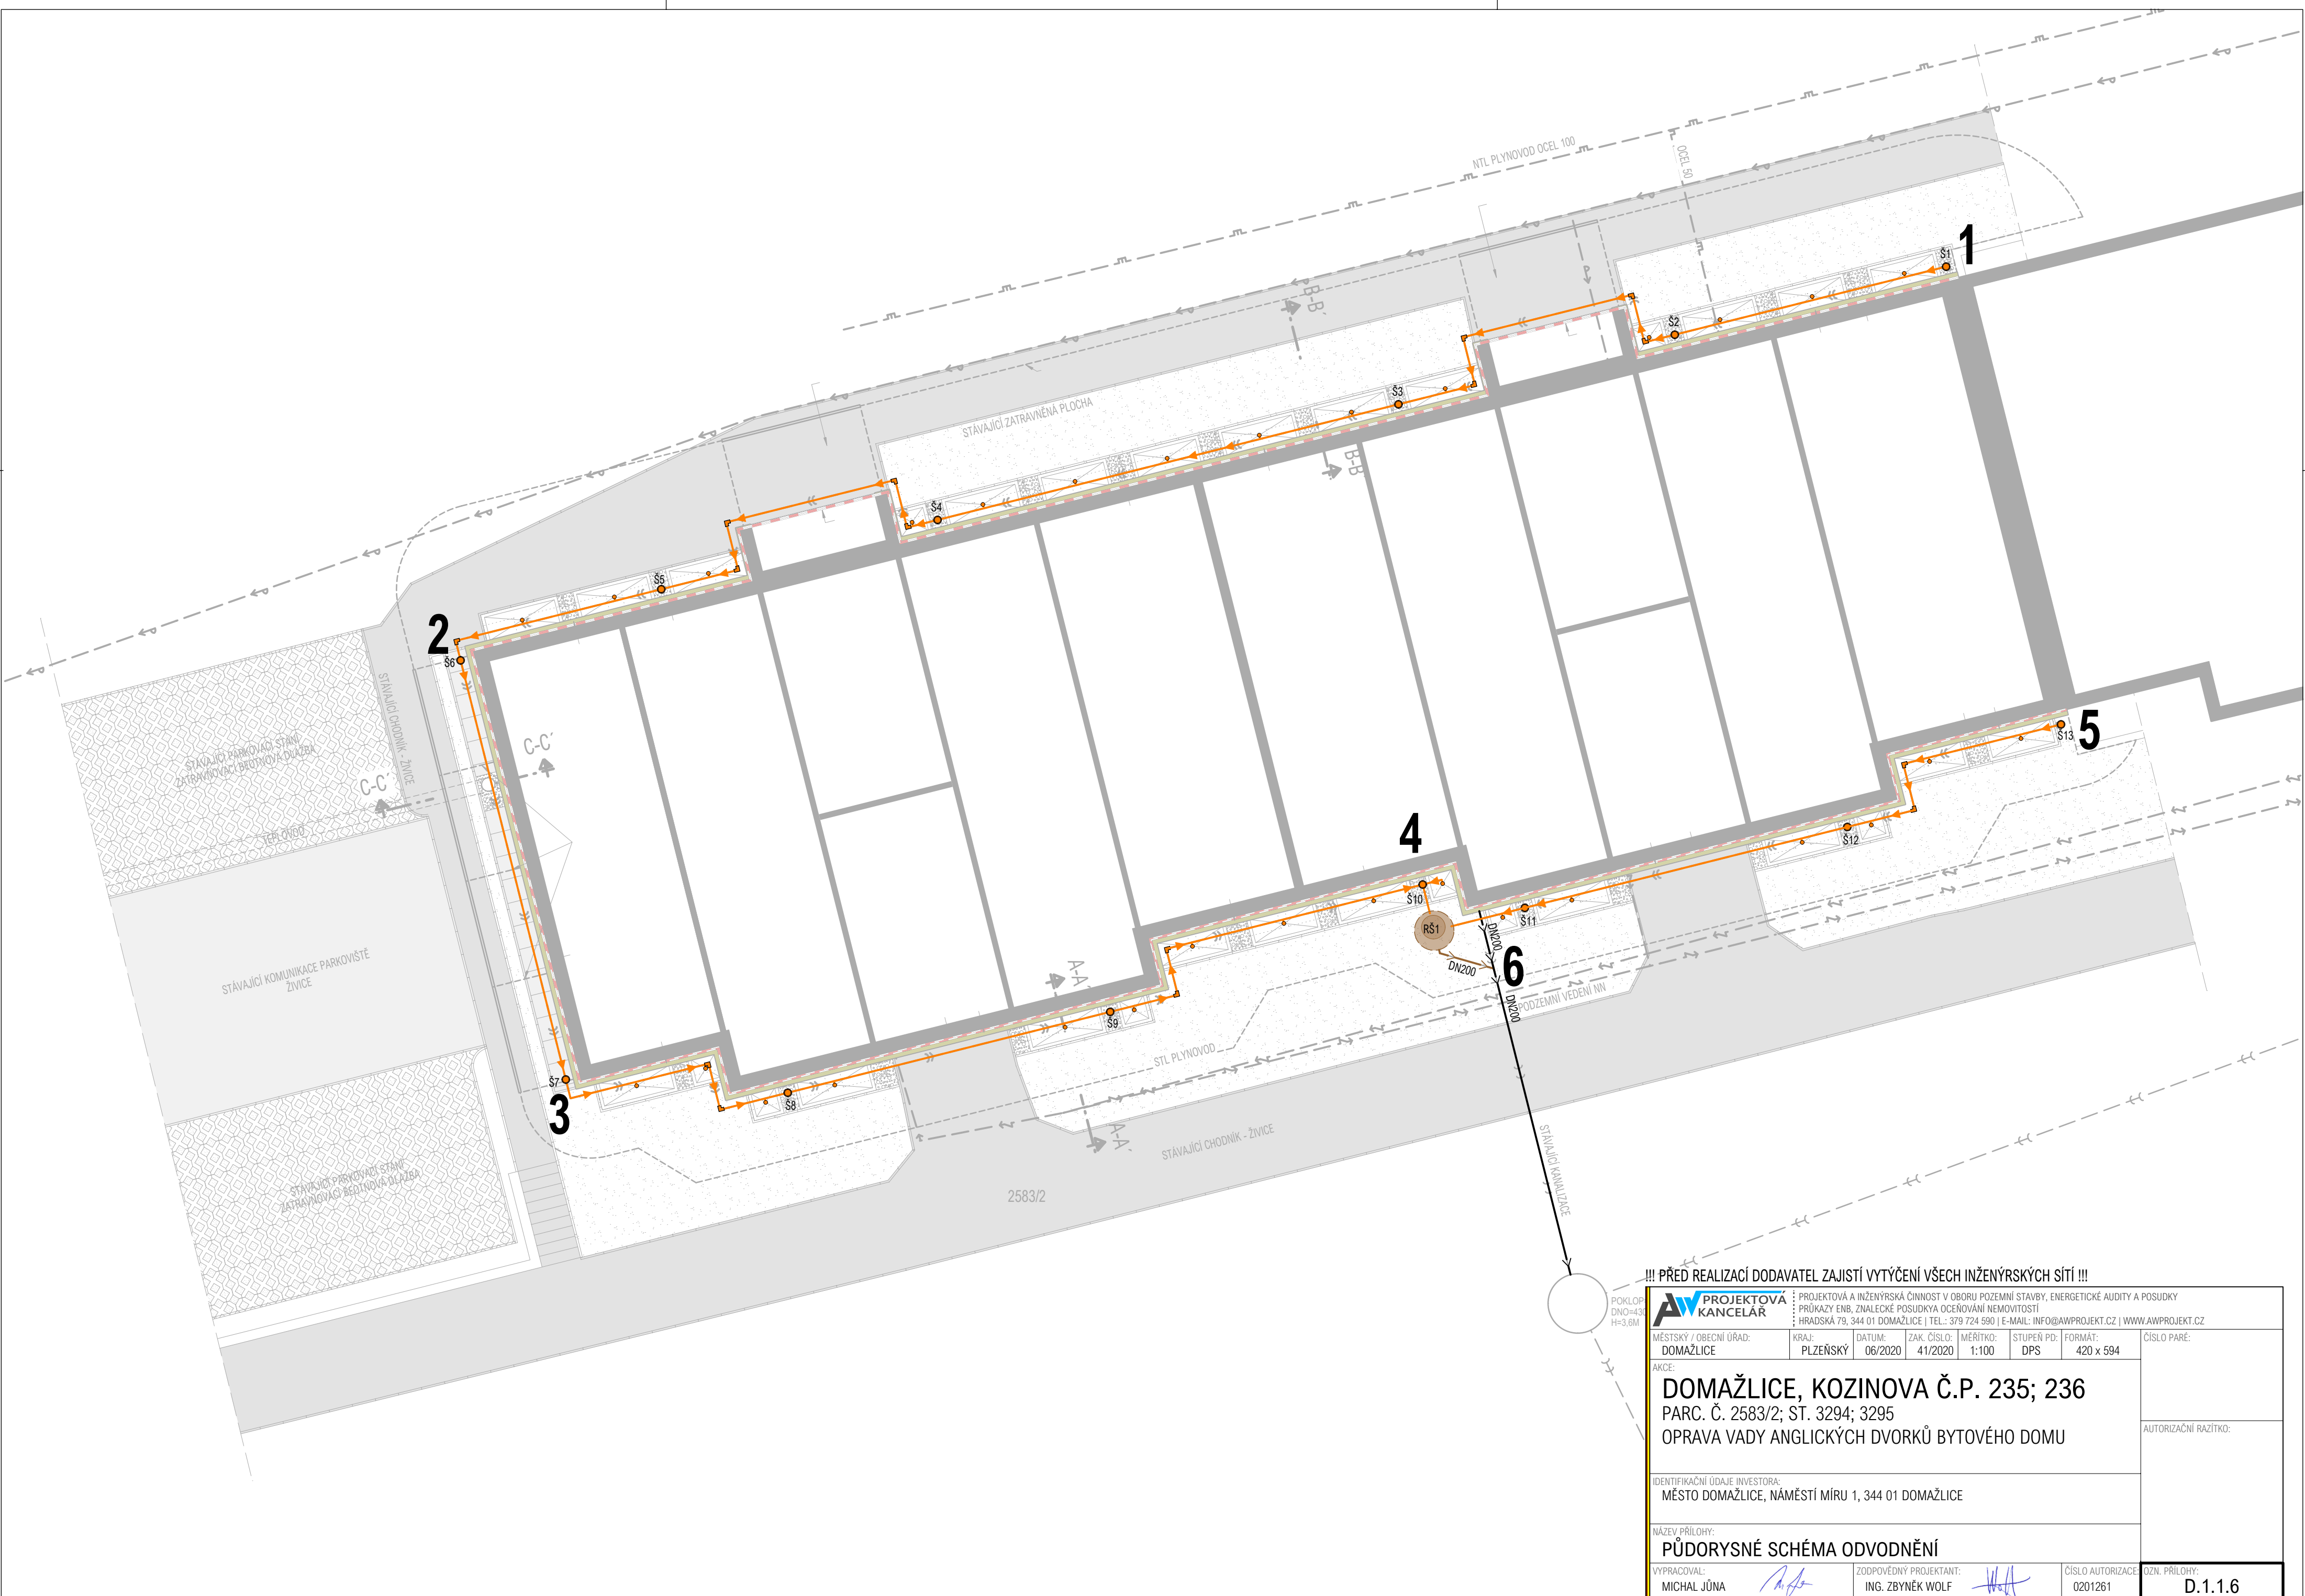 NTL PLYNOVOD OCEL 100
OCEL 50
1
Š1
Š2
B-B´
Š3
STÁVAJÍCÍ ZATRAVNĚNÁ PLOCHA
B-B´
Š4
Š5
2
Š6
STÁVAJÍCÍ CHODNÍK - ŽIVICE
STÁVAJÍCÍ PARKOVACÍ STÁNÍ
ZATRAVŇOVACÍ BEOTNOVÁ DLAŽBA
C-C´
C-C´
TEPLOVOD
5
Š13
4
Š12
Š10
Š11
RŠ1
DN200
6
DN200
DN200
PODZEMNÍ VEDENÍ NN
STÁVAJÍCÍ KOMUNIKACE PARKOVIŠTĚ
ŽIVICE
A-A´
Š9
STL PLYNOVOD
Š7
3
Š8
A-A´
STÁVAJÍCÍ CHODNÍK - ŽIVICE
STÁVAJÍCÍ KANALIZACE
STÁVAJÍCÍ PARKOVACÍ STÁNÍ
ZATRAVŇOVACÍ BEOTNOVÁ DLAŽBA
2583/2
POKLOP
DNO=430
H=3,6M
!!! PŘED REALIZACÍ DODAVATEL ZAJISTÍ VYTÝČENÍ VŠECH INŽENÝRSKÝCH SÍTÍ !!!
AW PROJEKTOVÁ
KANCELÁŘ
PROJEKTOVÁ A INŽENÝRSKÁ ČINNOST V OBORU POZEMNÍ STAVBY, ENERGETICKÉ AUDITY A POSUDKY
PRŮKAZY ENB, ZNALECKÉ POSUDKYA OCEŇOVÁNÍ NEMOVITOSTÍ
HRADSKÁ 79, 344 01 DOMAŽLICE | TEL.: 379 724 590 | E-MAIL: INFO@AWPROJEKT.CZ | WWW.AWPROJEKT.CZ
MĚSTSKÝ / OBECNÍ ÚŘAD: KRAJ: DATUM: ZAK. ČÍSLO: MĚŘÍTKO: STUPEŇ PD: FORMÁT: ČÍSLO PARÉ:
DOMAŽLICE PLZEŇSKÝ 06/2020 41/2020 1:100 DPS 420 x 594
AKCE:
DOMAŽLICE, KOZINOVA Č.P. 235; 236
PARC. Č. 2583/2; ST. 3294; 3295
OPRAVA VADY ANGLICKÝCH DVORKŮ BYTOVÉHO DOMU
AUTORIZAČNÍ RAZÍTKO:
IDENTIFIKAČNÍ ÚDAJE INVESTORA:
MĚSTO DOMAŽLICE, NÁMĚSTÍ MÍRU 1, 344 01 DOMAŽLICE
NÁZEV PŘÍLOHY:
PŮDORYSNÉ SCHÉMA ODVODNĚNÍ
VYPRACOVAL: ZODPOVĚDNÝ PROJEKTANT: ČÍSLO AUTORIZACE: OZN. PŘÍLOHY:
MICHAL JŮNA ING. ZBYNĚK WOLF 0201261 D.1.1.6